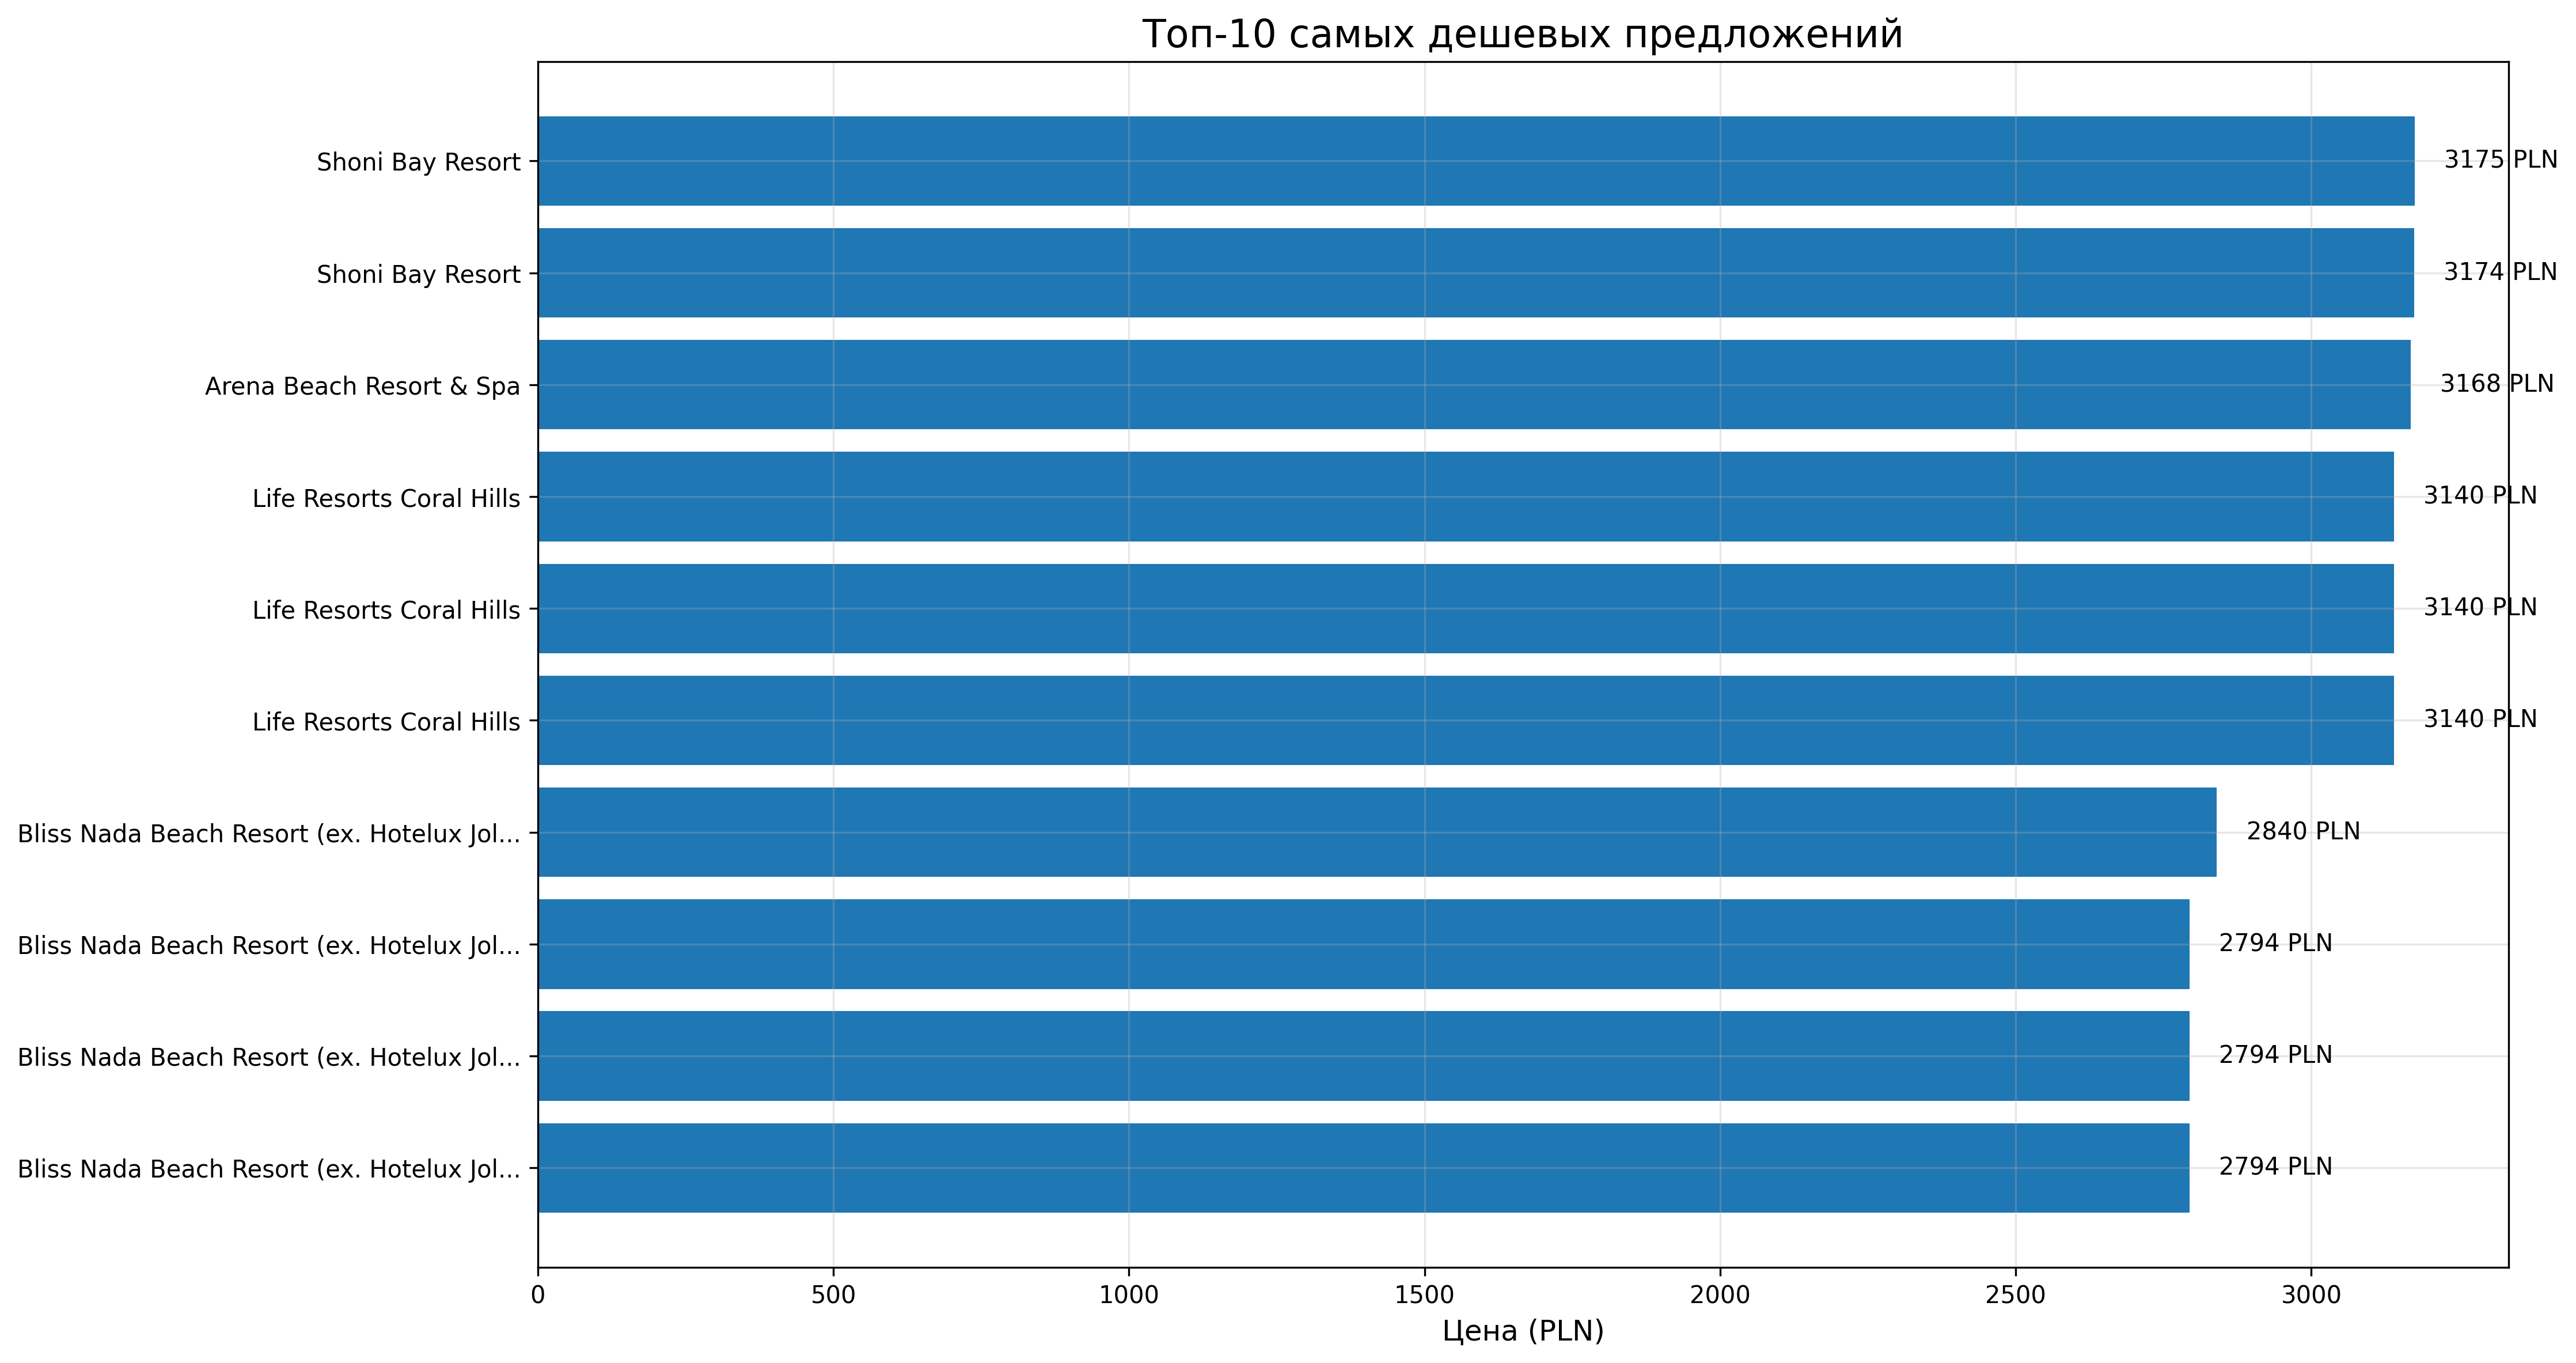 Топ-10 самых дешевых предложений
Shoni Bay Resort 3175 PLN
Shoni Bay Resort 3174 PLN
Arena Beach Resort & Spa 3168 PLN
Life Resorts Coral Hills 3140 PLN
Life Resorts Coral Hills 3140 PLN
Life Resorts Coral Hills 3140 PLN
Bliss Nada Beach Resort (ex. Hotelux Jol... 2840 PLN
Bliss Nada Beach Resort (ex. Hotelux Jol... 2794 PLN
Bliss Nada Beach Resort (ex. Hotelux Jol... 2794 PLN
Bliss Nada Beach Resort (ex. Hotelux Jol... 2794 PLN
0 500 1000 1500 2000 2500 3000
Цена (PLN)